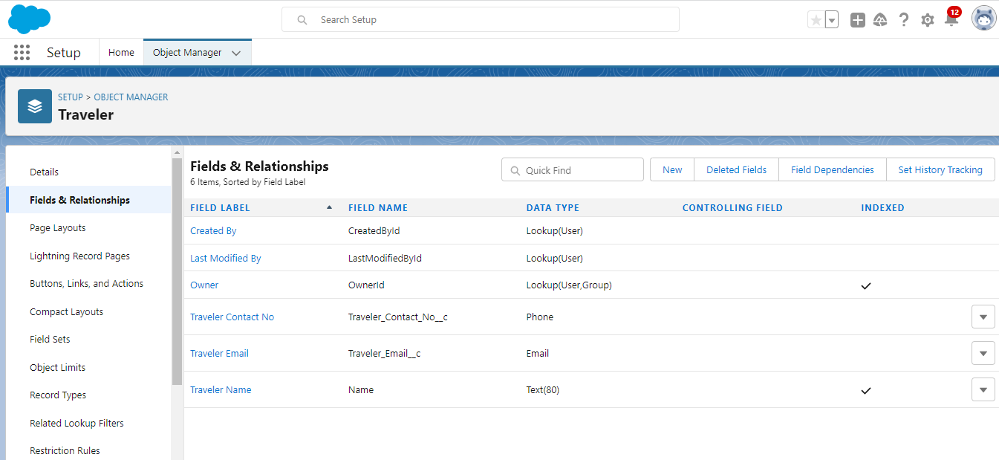 Search Setup
12
Setup
Home
Object Manager
SETUP > OBJECT MANAGER
Traveler
Details
Fields & Relationships
Page Layouts
Lightning Record Pages
Buttons, Links, and Actions
Compact Layouts
Field Sets
Object Limits
Record Types
Related Lookup Filters
Restriction Rules
Fields & Relationships
6 Items, Sorted by Field Label
Quick Find
New
Deleted Fields
Field Dependencies
Set History Tracking
FIELD LABEL FIELD NAME DATA TYPE CONTROLLING FIELD INDEXED
Created By CreatedById Lookup(User)
Last Modified By LastModifiedById Lookup(User)
Owner OwnerId Lookup(User,Group)
Traveler Contact No Traveler_Contact_No__c Phone
Traveler Email Traveler_Email__c Email
Traveler Name Name Text(80)